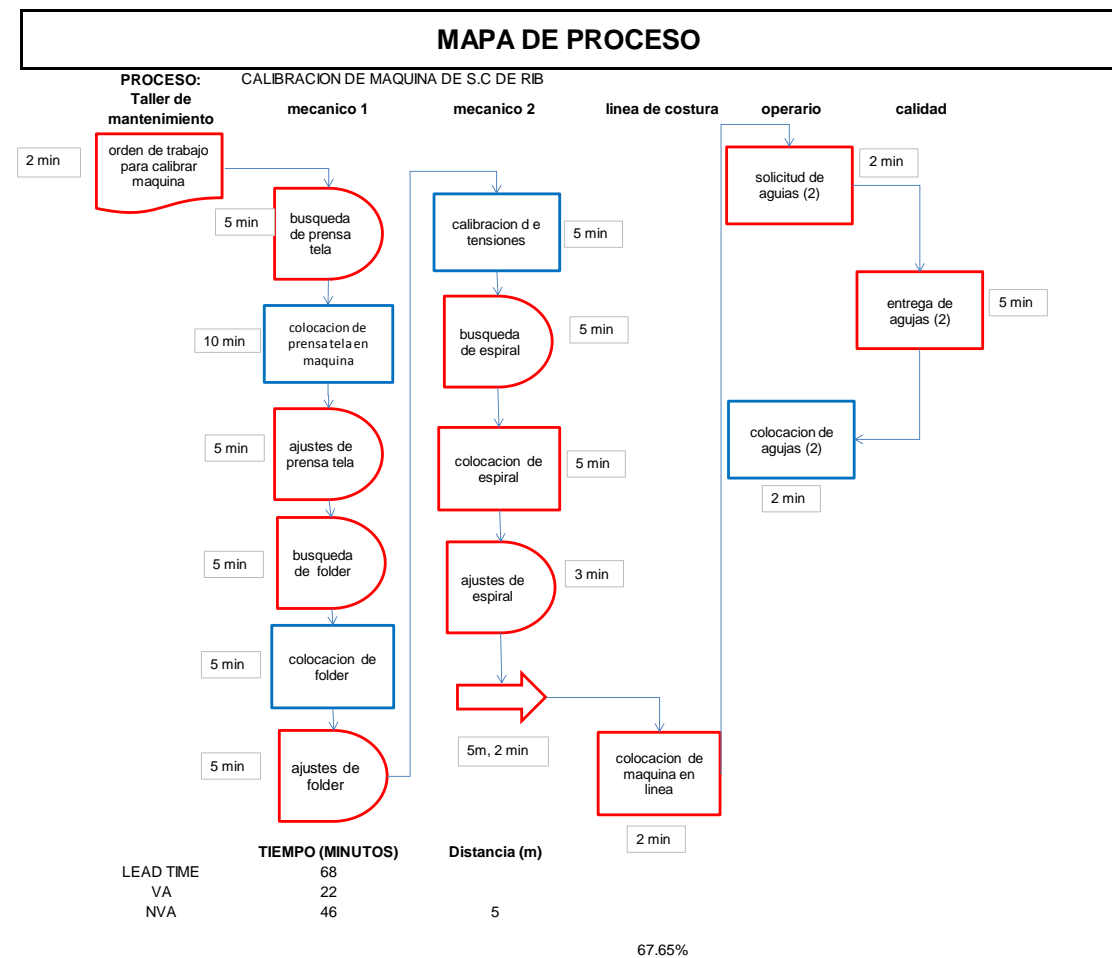 MAPA DE PROCESO
PROCESO:
CALIBRACION DE MAQUINA DE S.C DE RIB
Taller de
mantenimiento
mecanico 1
mecanico 2
linea de costura
operario
calidad
2 min
orden de trabajo
para calibrar
maquina
5 min
busqueda
de prensa
tela
10 min
colocacion de
prensa tela en
maquina
5 min
ajustes de
prensa tela
5 min
busqueda
de folder
5 min
colocacion de
folder
5 min
ajustes de
folder
calibracion d e
tensiones
5 min
busqueda
de espiral
5 min
colocacion de
espiral
5 min
ajustes de
espiral
3 min
5m, 2 min
colocacion de
maquina en
linea
2 min
solicitud de
aguias (2)
2 min
entrega de
agujas (2)
5 min
colocacion de
agujas (2)
2 min
TIEMPO (MINUTOS)
Distancia (m)
LEAD TIME
68
VA
22
NVA
46
5
67.65%